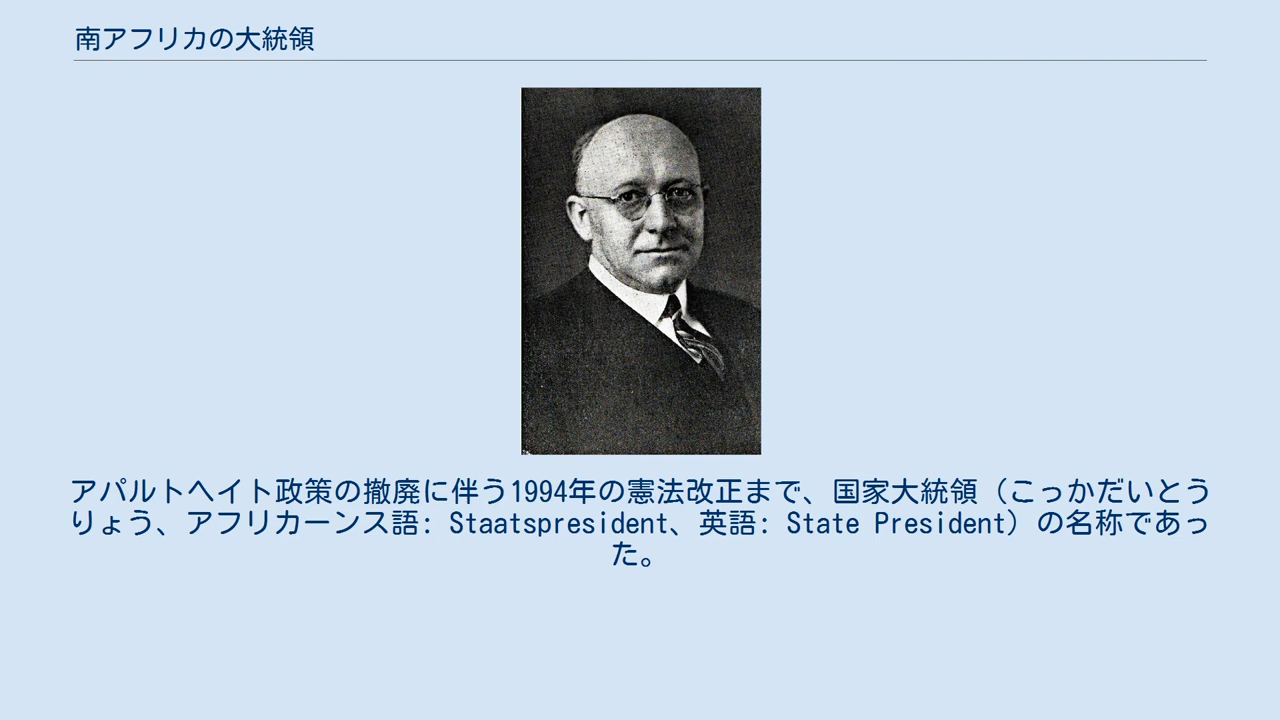 南アフリカの大統領
アパルトヘイト政策の撤廃に伴う1994年の憲法改正まで、国家大統領（こっかだいとう
りょう、アフリカーンス語: Staatspresident、英語: State President）の名称であっ
た。